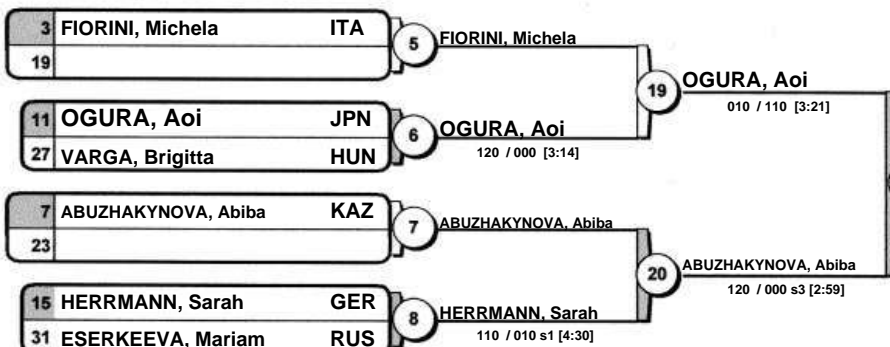 3 FIORINI, Michela ITA
19
5
FIORINI, Michela
11 OGURA, Aoi JPN
27 VARGA, Brigitta HUN
6
OGURA, Aoi
120 / 000 [3:14]
19
OGURA, Aoi
010 / 110 [3:21]
7 ABUZHAKYNOVA, Abiba KAZ
23
7
ABUZHAKYNOVA, Abiba
15 HERRMANN, Sarah GER
31 ESERKEEVA, Mariam RUS
8
HERRMANN, Sarah
110 / 010 s1 [4:30]
20
ABUZHAKYNOVA, Abiba
120 / 000 s3 [2:59]